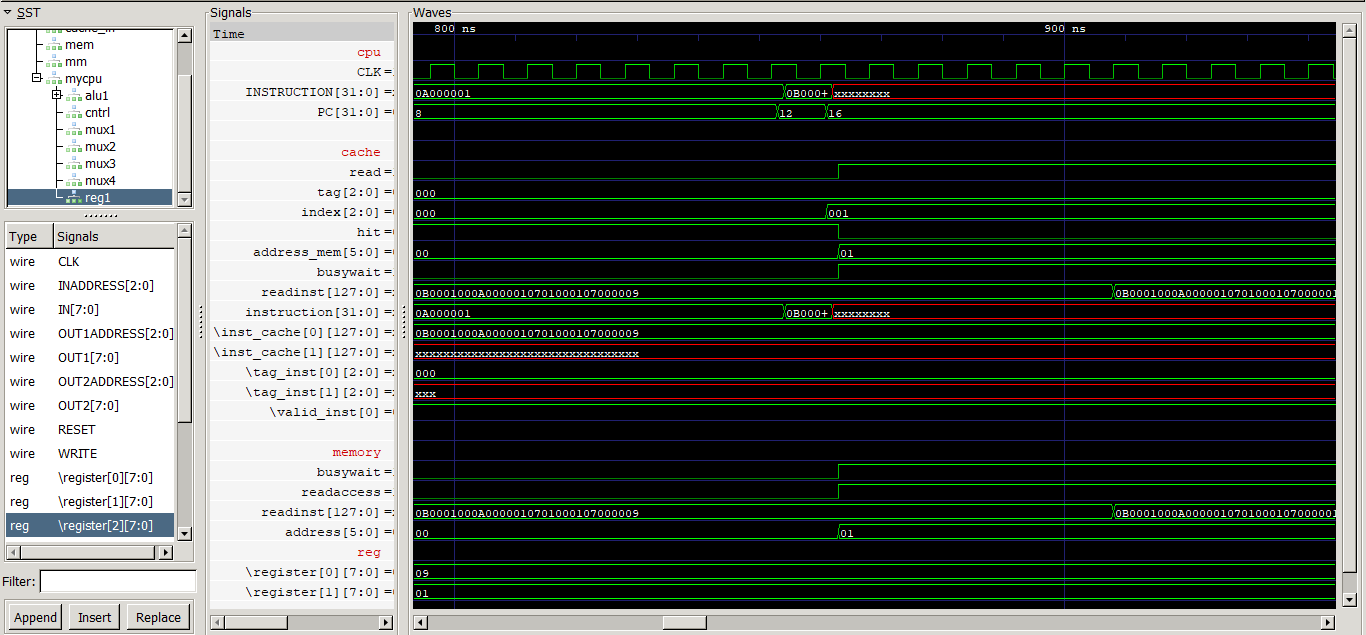 SST
cache_in
mem
mm
mycpu
alu1
cntrl
mux1
mux2
mux3
mux4
reg1
Type Signals
wire CLK
wire INADDRESS[2:0]
wire IN[7:0]
wire OUT1ADDRESS[2:0]
wire OUT1[7:0]
wire OUT2ADDRESS[2:0]
wire OUT2[7:0]
wire RESET
wire WRITE
reg \register[0][7:0]
reg \register[1][7:0]
reg \register[2][7:0]
Filter:
Append Insert Replace
Signals
Time
cpu
CLK =
INSTRUCTION[31:0] =
PC[31:0] =
cache
read =
tag[2:0] =
index[2:0] =
hit =
address_mem[5:0] =
busywait =
readinst[127:0] =
instruction[31:0] =
\inst_cache[0][127:0] =
\inst_cache[1][127:0] =
\tag_inst[0][2:0] =
\tag_inst[1][2:0] =
\valid_inst[0] =
memory
busywait =
readaccess =
readinst[127:0] =
address[5:0] =
reg
\register[0][7:0] =
\register[1][7:0] =
Waves
800 ns 900 ns
0A000001 0B000+ xxxxxxxx
8 12 16
000
000 001
00 01
0B0001000A0000010701000107000009 0B0001000A00000107010001070000001
0A000001 0B000+ xxxxxxxx
0B0001000A0000010701000107000009
xxxxxxxxxxxxxxxxxxxxxxxxxxxxxxxx
000
xxx
0B0001000A0000010701000107000009 0B0001000A00000107010001070000001
00 01
09
01